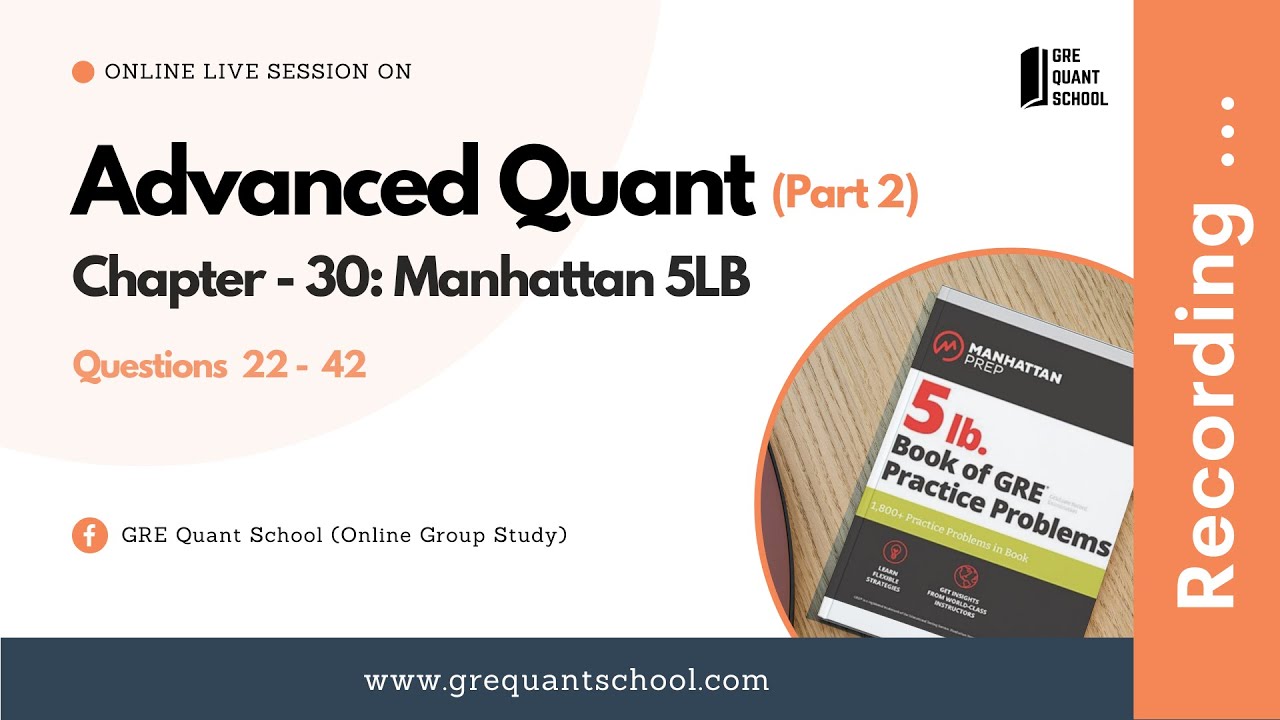 ONLINE LIVE SESSION ON
GRE
QUANT
SCHOOL
Advanced Quant (Part 2)
Chapter - 30: Manhattan 5LB
Questions 22 - 42
GRE Quant School (Online Group Study)
MANHATTAN
PREP
5 lb.
Book of GRE
Practice Problems
1,800+ Practice Problems in Book
LEARN
FLEXIBLE
STRATEGIES
GET INSIGHTS
FROM WORLD-CLASS
INSTRUCTORS
Recording ...
www.grequantschool.com